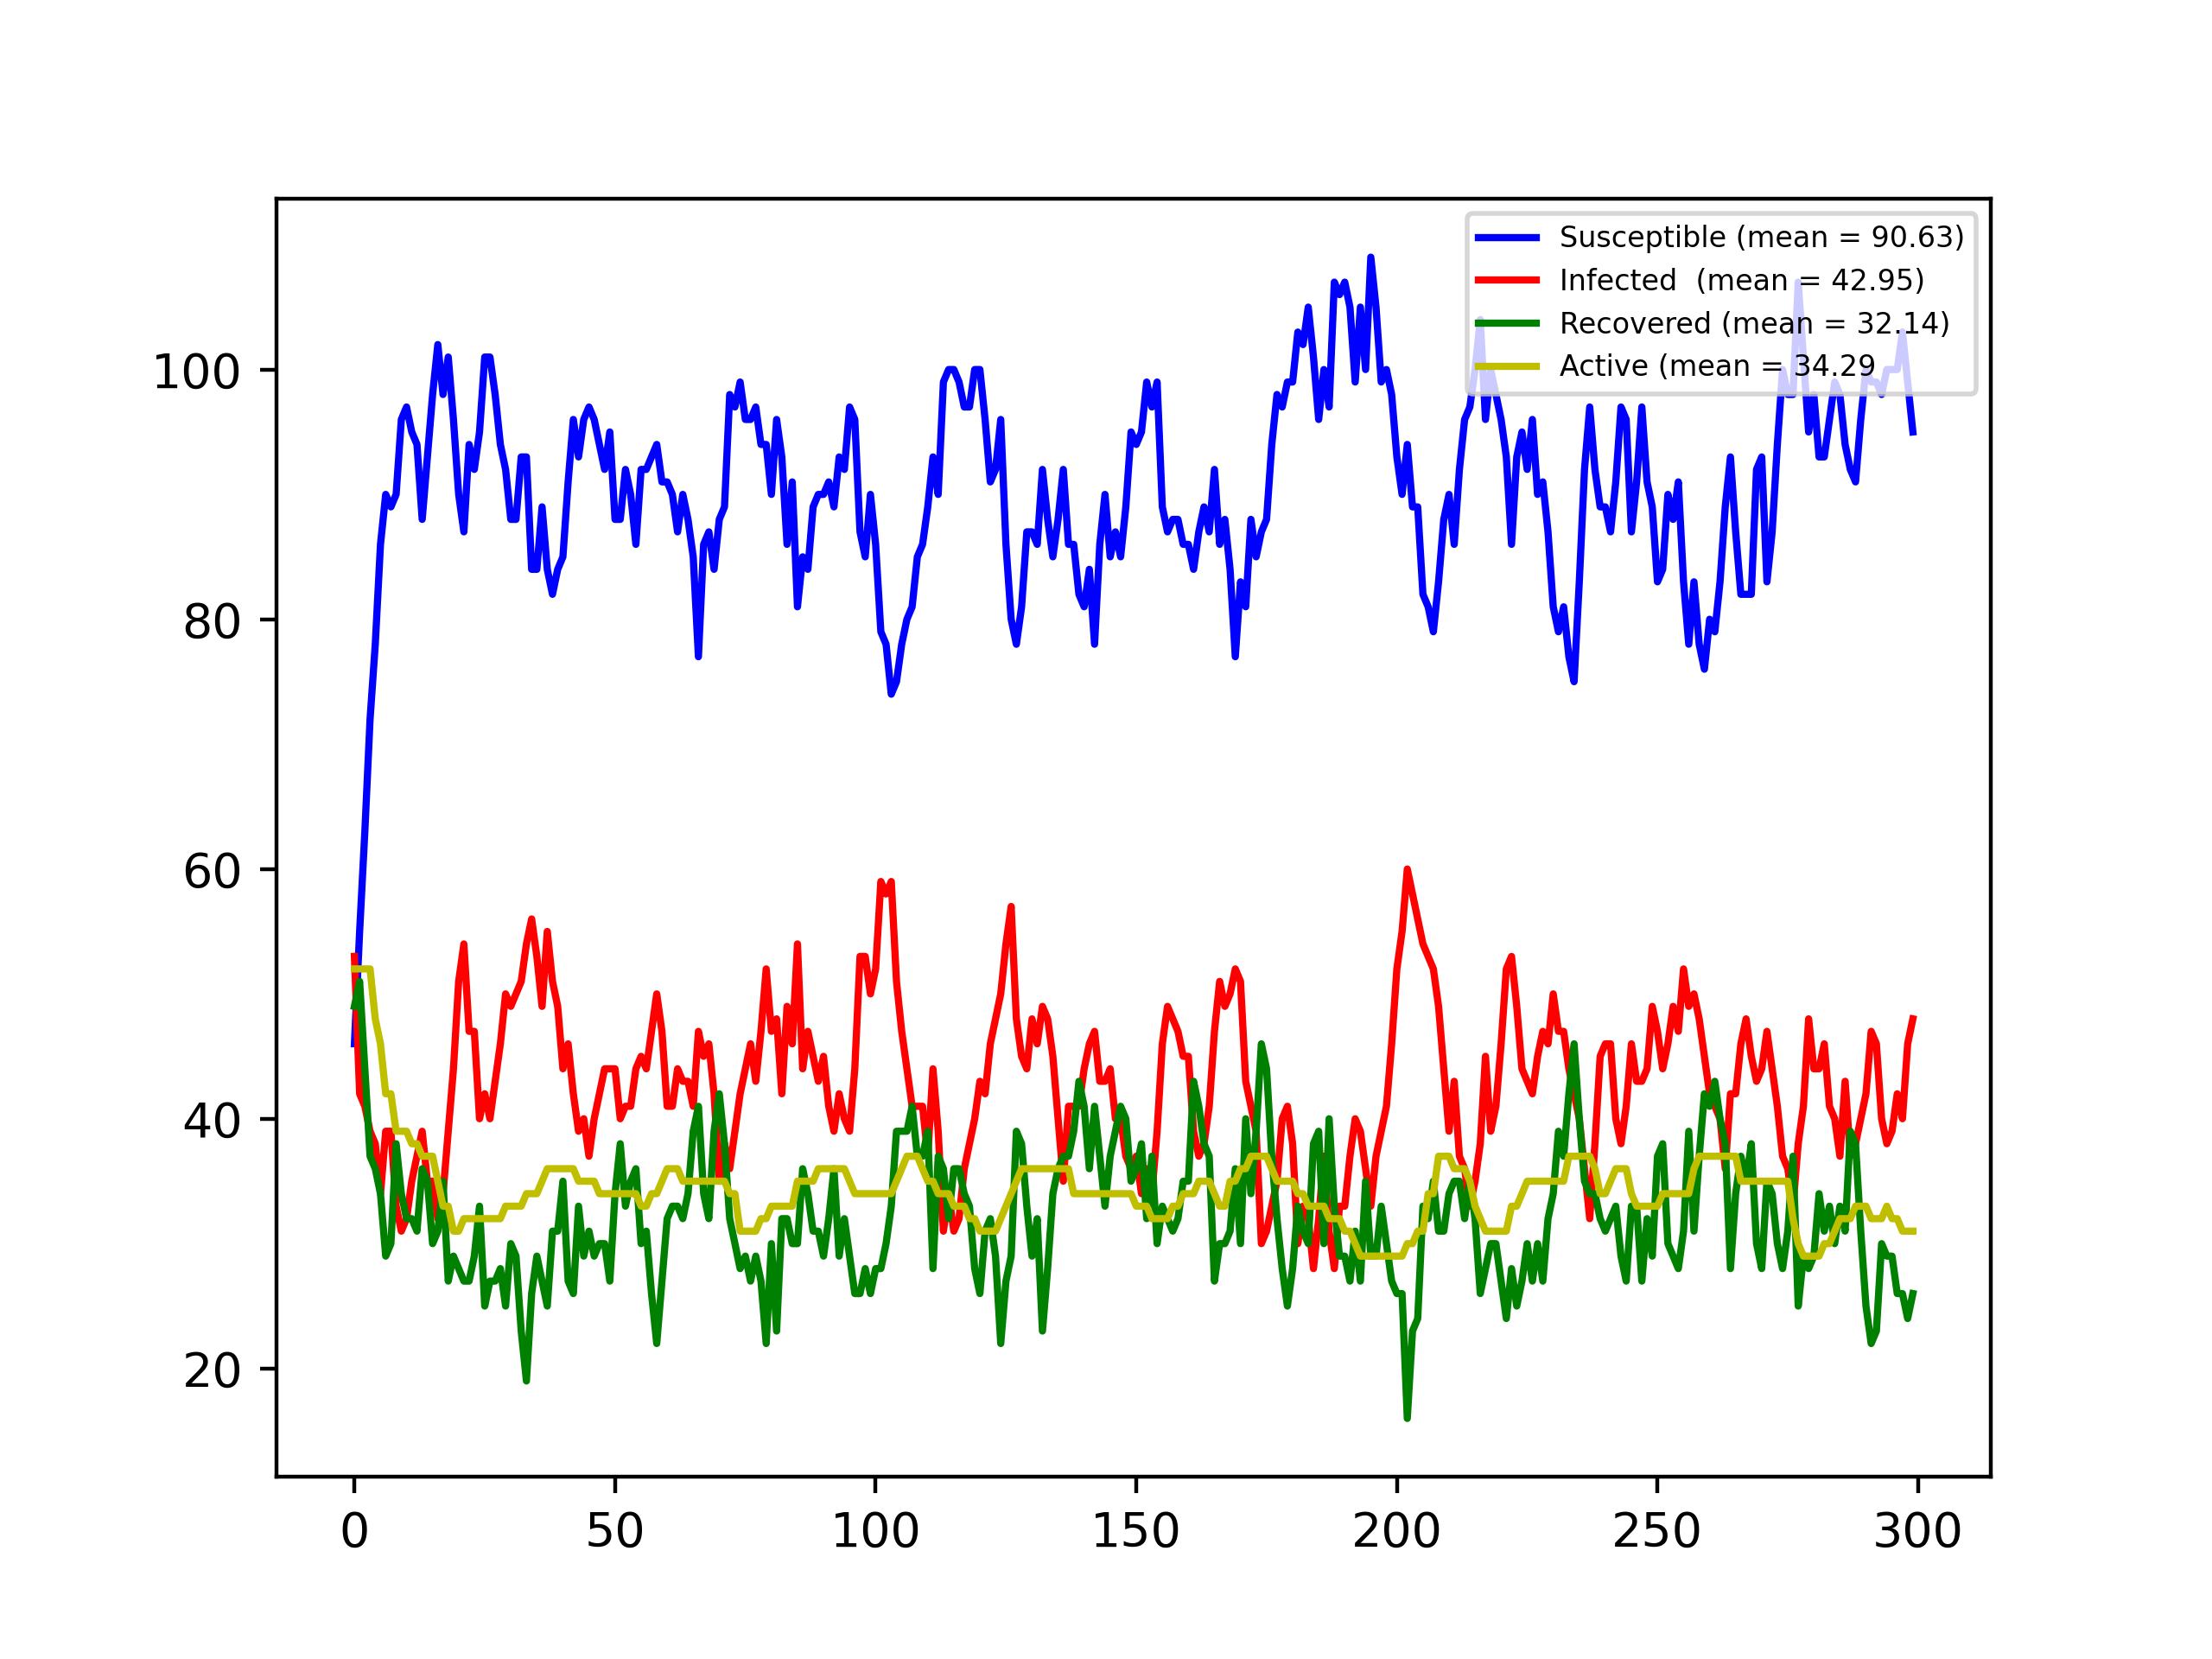 Susceptible (mean = 90.63)
Infected  (mean = 42.95)
Recovered (mean = 32.14)
Active (mean = 34.29
100
80
60
40
20
0 50 100 150 200 250 300